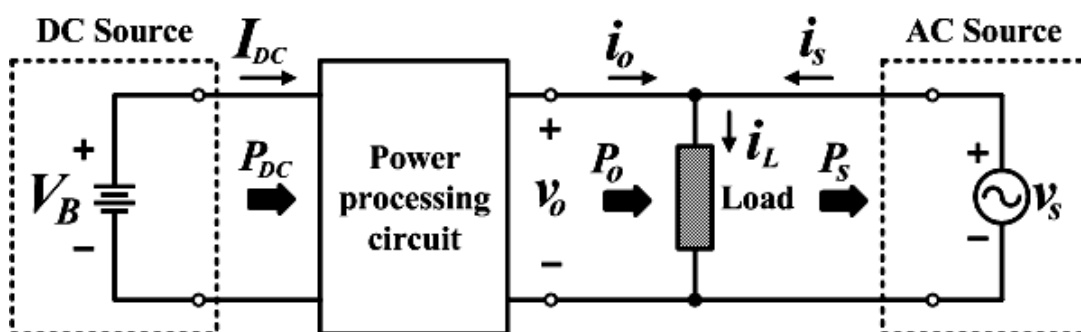 DC Source
I_DC
i_o
i_s
AC Source
+
V_B
−
P_DC
Power
processing
circuit
+
v_o
−
P_o
i_L
Load
P_s
+
v_s
−